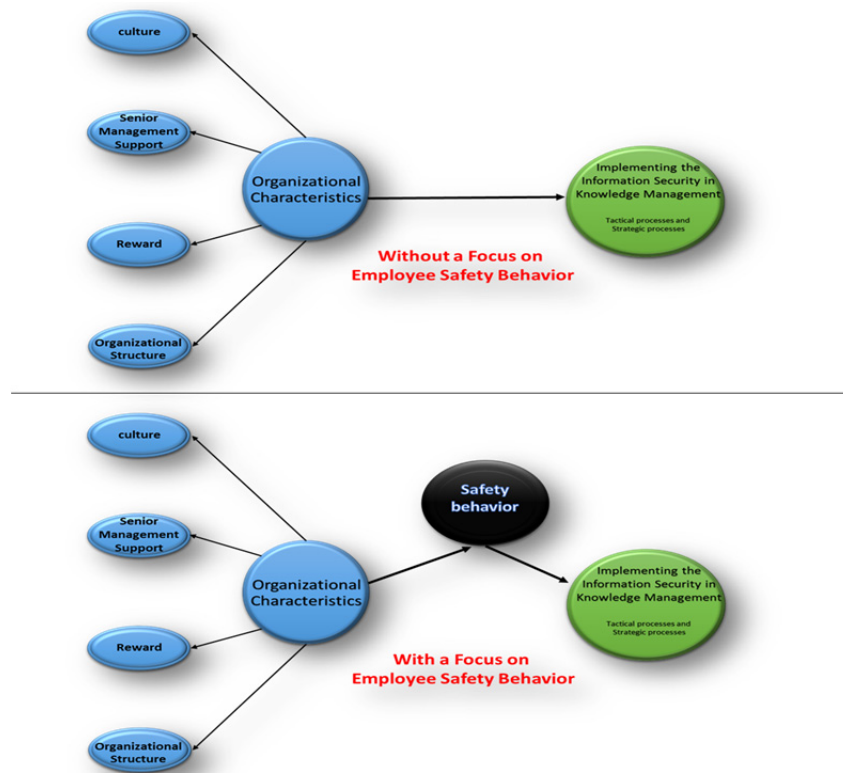 culture
Senior
Management
Support
Organizational
Characteristics
Implementing the
Information Security in
Knowledge Management
Tactical processes and
Strategic processes
Reward
Without a Focus on
Employee Safety Behavior
Organizational
Structure
culture
Safety
behavior
Senior
Management
Support
Organizational
Characteristics
Implementing the
Information Security in
Knowledge Management
Tactical processes and
Strategic processes
Reward
With a Focus on
Employee Safety Behavior
Organizational
Structure